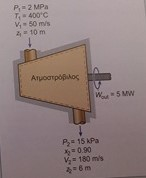 P₁ = 2 MPa
T₁ = 400°C
V₁ = 50 m/s
z₁ = 10 m
Ατμοστρόβιλος
Ẇout = 5 MW
P₂ = 15 kPa
x₂ = 0.90
V₂ = 180 m/s
z₂ = 6 m